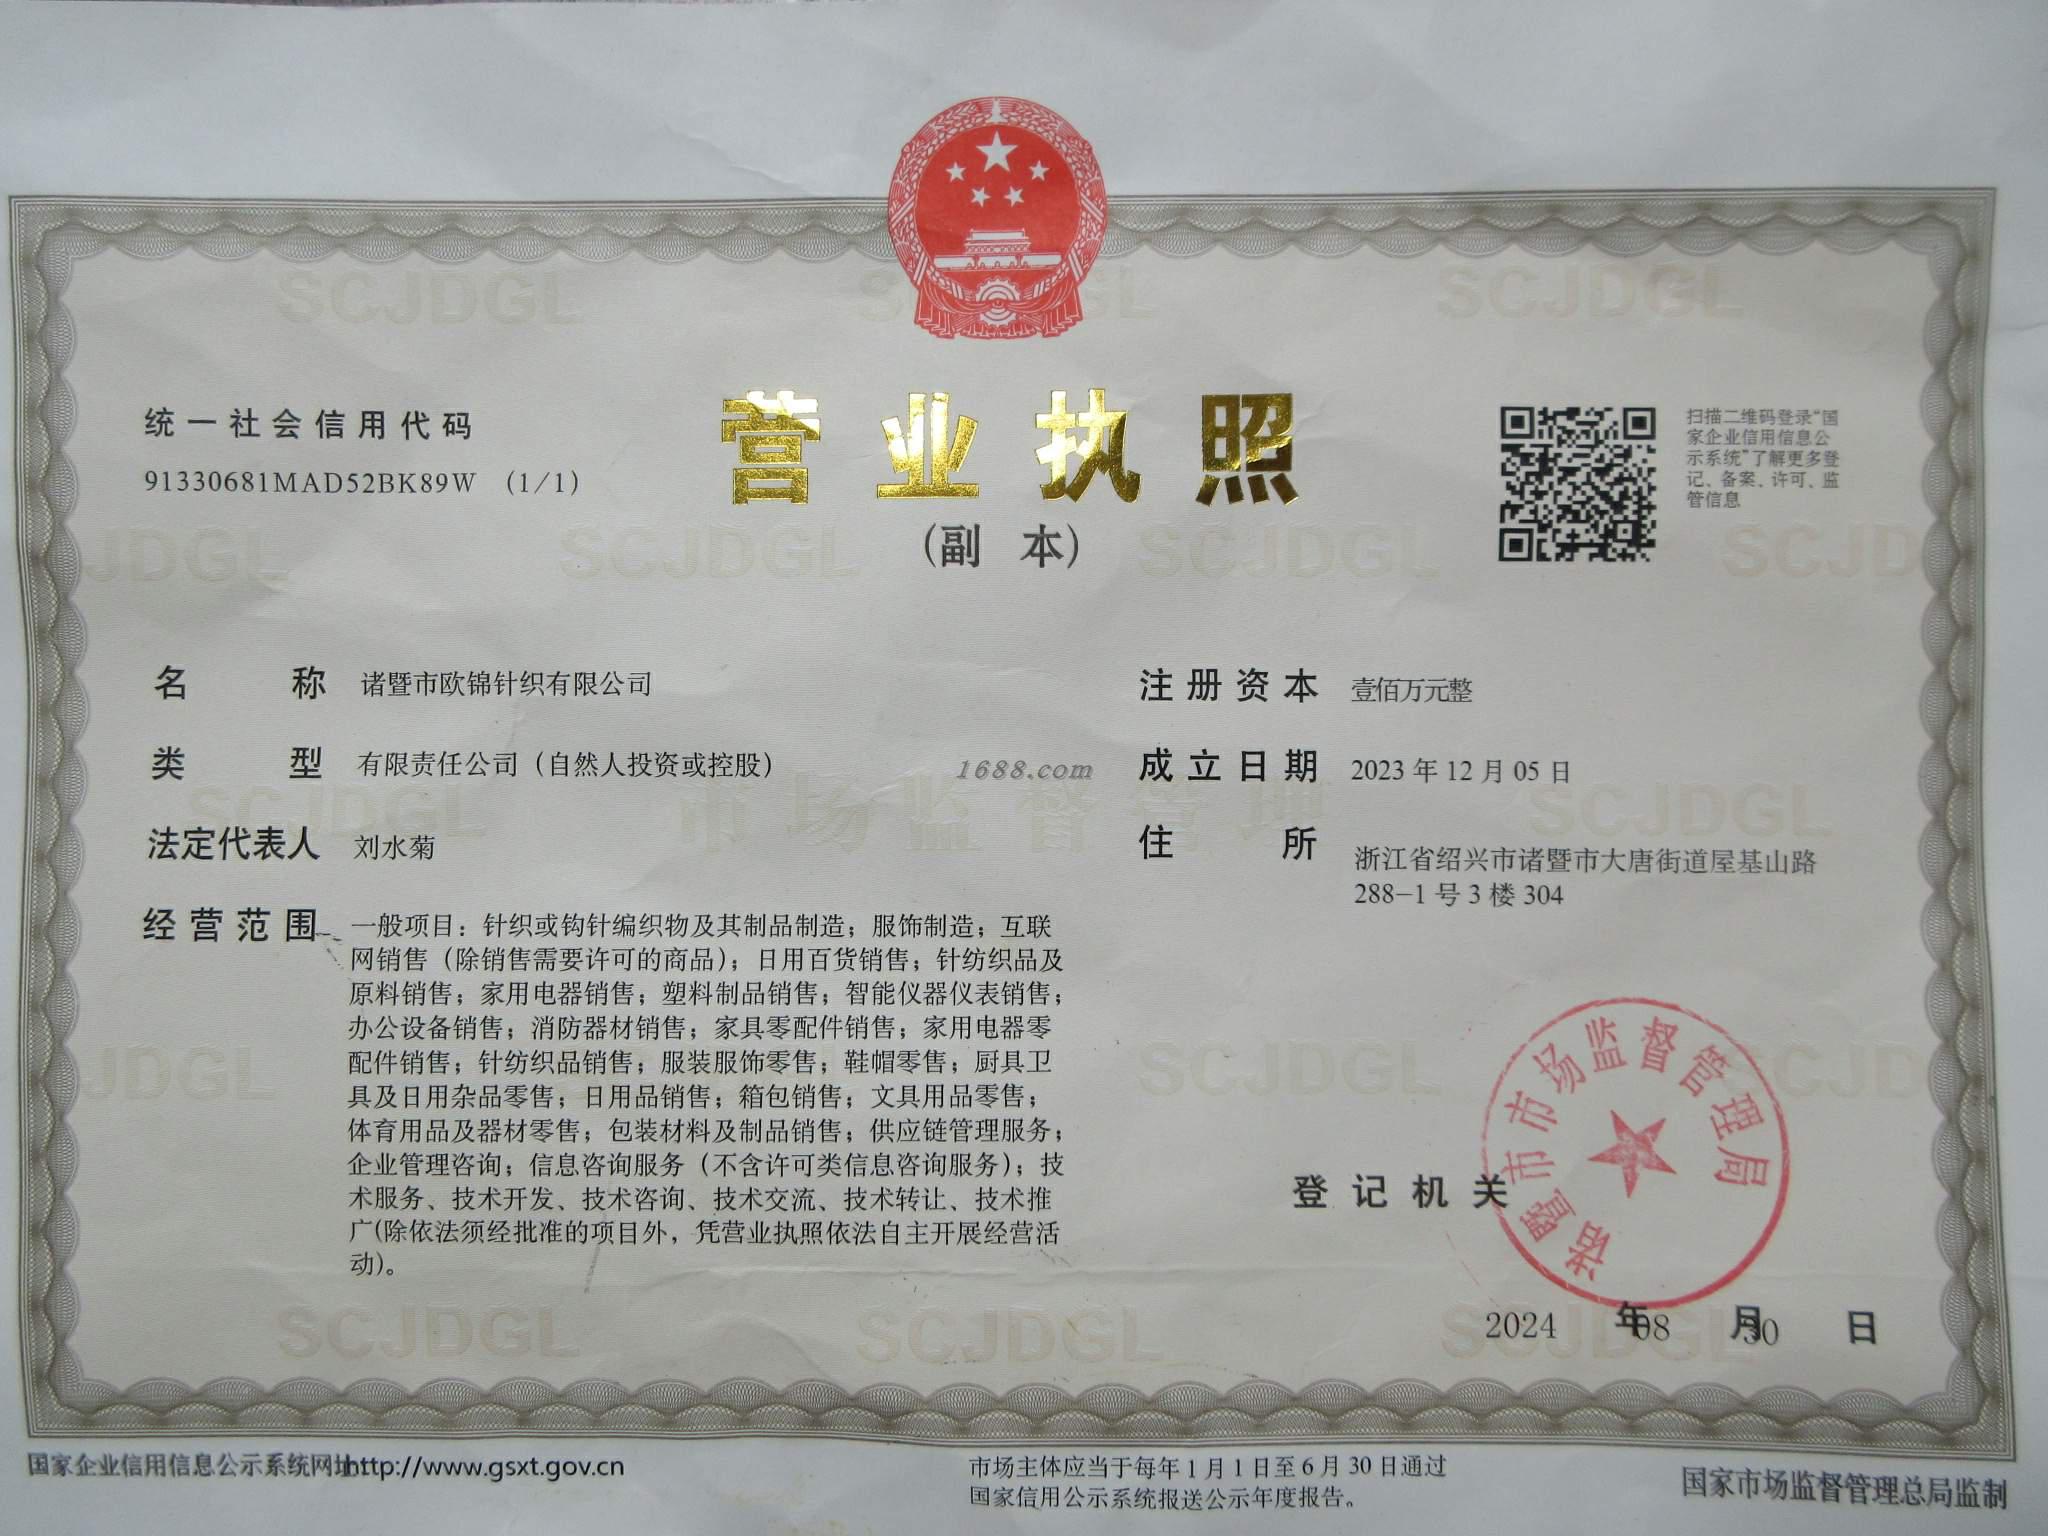 统一社会信用代码
91330681MAD52BK89W (1/1)
营业执照
(副 本)
扫描二维码登录“国
家企业信用信息公
示系统”了解更多登
记、备案、许可、监
管信息
名称 诸暨市欧锦针织有限公司
类型 有限责任公司（自然人投资或控股）
法定代表人 刘水菊
经营范围 一般项目：针织或钩针编织物及其制品制造；服饰制造；互联
网销售（除销售需要许可的商品）；日用百货销售；针纺织品及
原料销售；家用电器销售；塑料制品销售；智能仪器仪表销售；
办公设备销售；消防器材销售；家具零配件销售；家用电器零
配件销售；针纺织品销售；服装服饰零售；鞋帽零售；厨具卫
具及日用杂品零售；日用品销售；箱包销售；文具用品零售；
体育用品及器材零售；包装材料及制品销售；供应链管理服务；
企业管理咨询；信息咨询服务（不含许可类信息咨询服务）；技
术服务、技术开发、技术咨询、技术交流、技术转让、技术推
广(除依法须经批准的项目外，凭营业执照依法自主开展经营活
动)。
1688.com
注册资本 壹佰万元整
成立日期 2023 年 12 月 05 日
住所 浙江省绍兴市诸暨市大唐街道屋基山路
288-1 号 3 楼 304
登记机关
诸暨市市场监督管理局
2024 年 08 月 30 日
SCJDGL
市场监督管理
国家企业信用信息公示系统网址http://www.gsxt.gov.cn
市场主体应当于每年 1 月 1 日至 6 月 30 日通过
国家信用公示系统报送公示年度报告。
国家市场监督管理总局监制